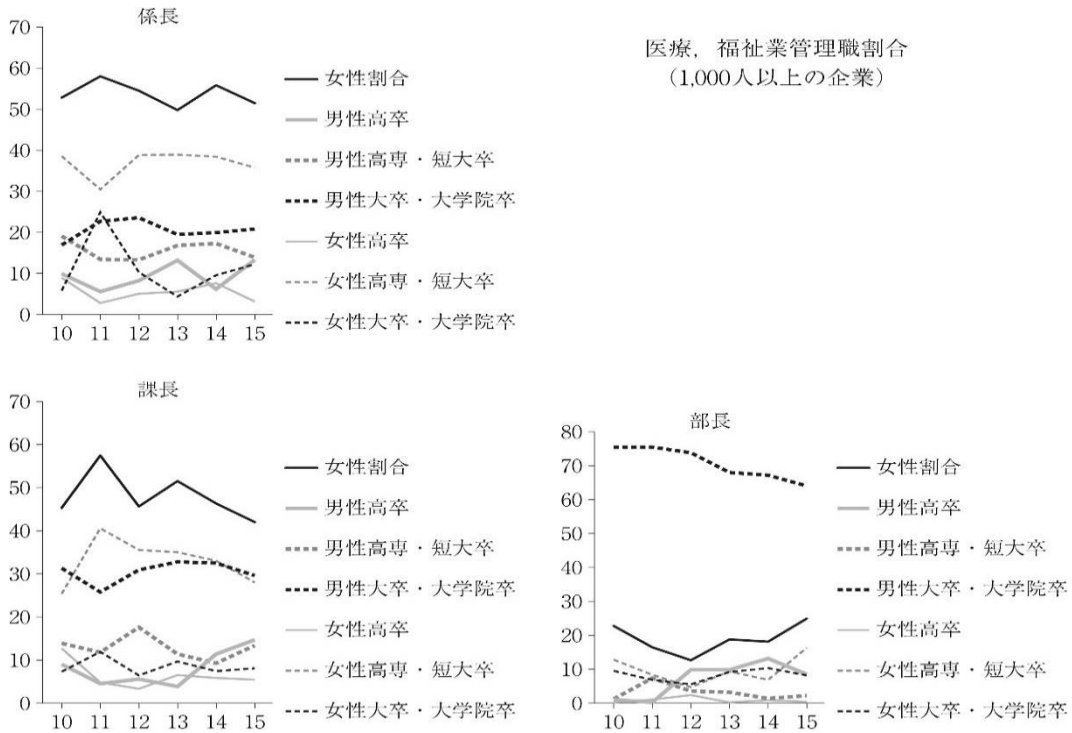 係長
医療，福祉業管理職割合
（1,000人以上の企業）
70
60
50
40
30
20
10
0
10 11 12 13 14 15
女性割合
男性高卒
男性高専・短大卒
男性大卒・大学院卒
女性高卒
女性高専・短大卒
女性大卒・大学院卒
課長
70
60
50
40
30
20
10
0
10 11 12 13 14 15
女性割合
男性高卒
男性高専・短大卒
男性大卒・大学院卒
女性高卒
女性高専・短大卒
女性大卒・大学院卒
部長
80
70
60
50
40
30
20
10
0
10 11 12 13 14 15
女性割合
男性高卒
男性高専・短大卒
男性大卒・大学院卒
女性高卒
女性高専・短大卒
女性大卒・大学院卒